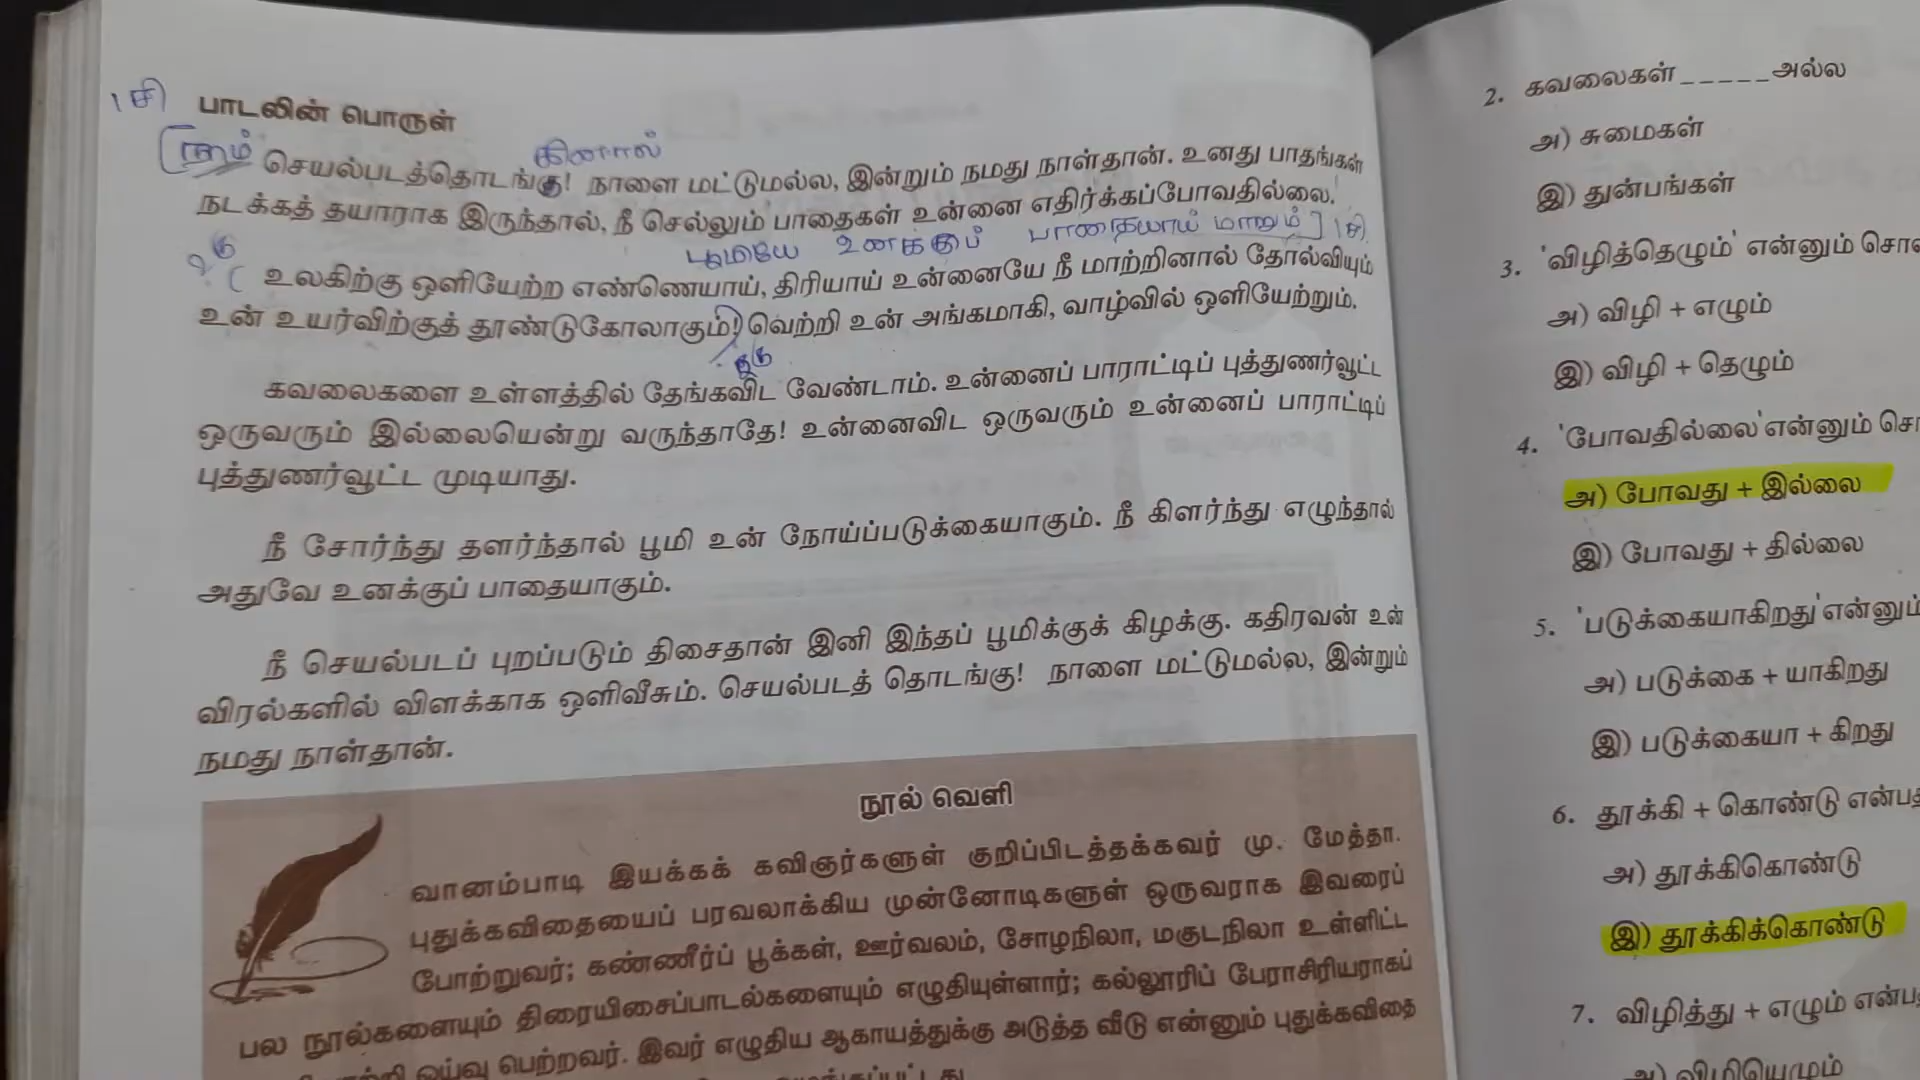 1 சி)
பாடலின் பொருள்
[நாம்
கினால்
செயல்படத்தொடங்கு! நாளை மட்டுமல்ல, இன்றும் நமது நாள்தான். உனது பாதங்கள்
நடக்கத் தயாராக இருந்தால், நீ செல்லும் பாதைகள் உன்னை எதிர்க்கப்போவதில்லை.
பூமியே உனக்குப் பாதையாய் மாறும்] 1சி)
உலகிற்கு ஒளியேற்ற எண்ணெயாய், திரியாய் உன்னையே நீ மாற்றினால் தோல்வியும்
உன் உயர்விற்குத் தூண்டுகோலாகும்! வெற்றி உன் அங்கமாகி, வாழ்வில் ஒளியேற்றும்.
கவலைகளை உள்ளத்தில் தேங்கவிட வேண்டாம். உன்னைப் பாராட்டிப் புத்துணர்வூட்ட
ஒருவரும் இல்லையென்று வருந்தாதே! உன்னைவிட ஒருவரும் உன்னைப் பாராட்டிப்
புத்துணர்வூட்ட முடியாது.
நீ சோர்ந்து தளர்ந்தால் பூமி உன் நோய்ப்படுக்கையாகும். நீ கிளர்ந்து எழுந்தால்
அதுவே உனக்குப் பாதையாகும்.
நீ செயல்படப் புறப்படும் திசைதான் இனி இந்தப் பூமிக்குக் கிழக்கு. கதிரவன் உன்
விரல்களில் விளக்காக ஒளிவீசும். செயல்படத் தொடங்கு! நாளை மட்டுமல்ல, இன்றும்
நமது நாள்தான்.
நூல் வெளி
வானம்பாடி இயக்கக் கவிஞர்களுள் குறிப்பிடத்தக்கவர் மு. மேத்தா.
புதுக்கவிதையைப் பரவலாக்கிய முன்னோடிகளுள் ஒருவராக இவரைப்
போற்றுவர்; கண்ணீர்ப் பூக்கள், ஊர்வலம், சோழநிலா, மகுடநிலா உள்ளிட்ட
பல நூல்களையும் திரையிசைப்பாடல்களையும் எழுதியுள்ளார்; கல்லூரிப் பேராசிரியராகப்
ஓய்வு பெற்றவர். இவர் எழுதிய ஆகாயத்துக்கு அடுத்த வீடு என்னும் புதுக்கவிதை
2. கவலைகள் _____ அல்ல
அ) சுமைகள்
இ) துன்பங்கள்
3. 'விழித்தெழும்' என்னும் சொ
அ) விழி + எழும்
இ) விழி + தெழும்
4. 'போவதில்லை' என்னும் சொ
அ) போவது + இல்லை
இ) போவது + தில்லை
5. 'படுக்கையாகிறது' என்னும்
அ) படுக்கை + யாகிறது
இ) படுக்கையா + கிறது
6. தூக்கி + கொண்டு என்ப
அ) தூக்கிகொண்டு
இ) தூக்கிக்கொண்டு
7. விழித்து + எழும் என்ப
அ) விழியெழும்